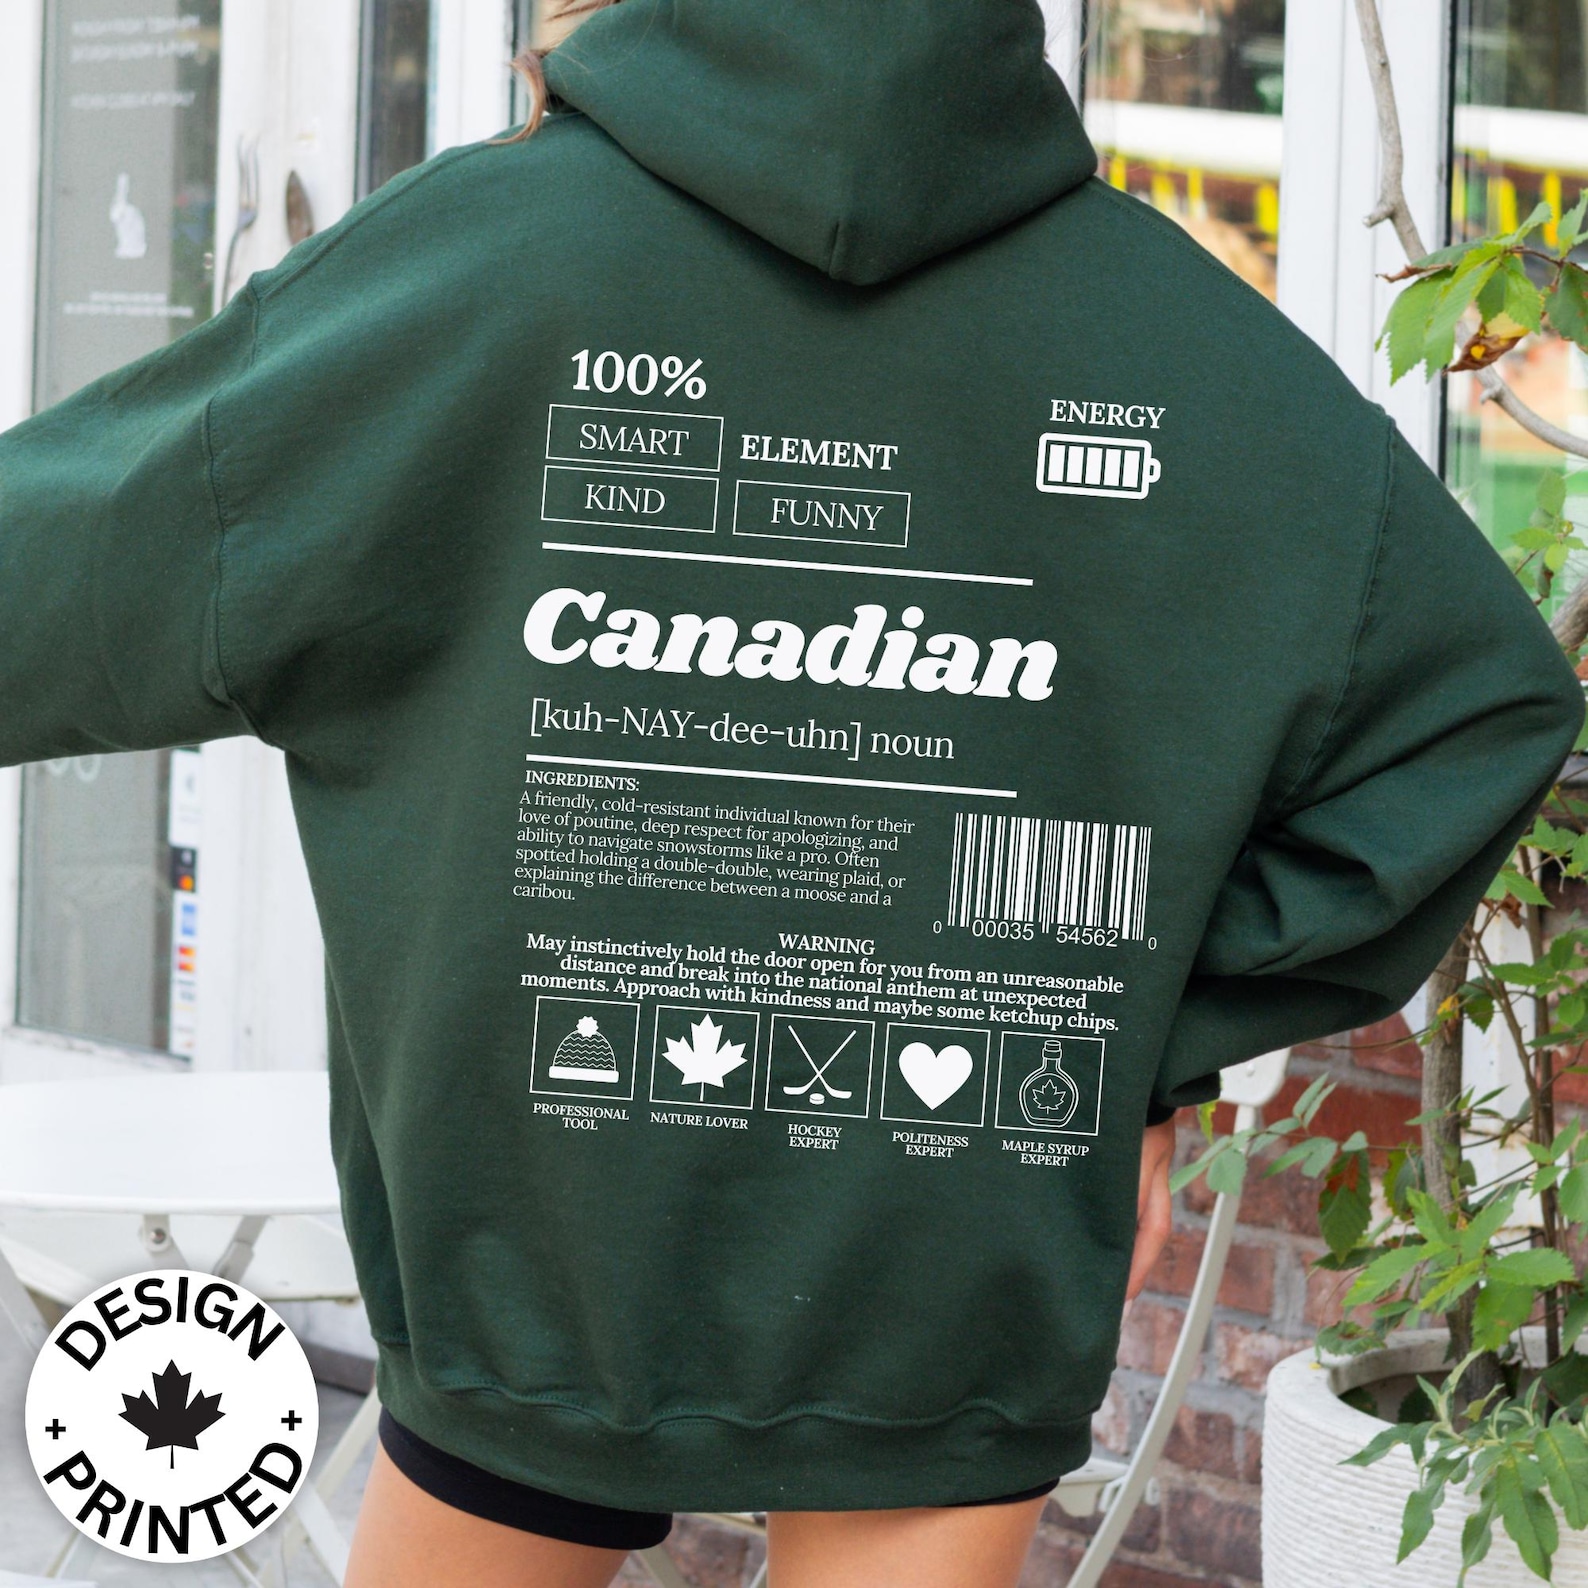 100%
SMART
ELEMENT
KIND
FUNNY
ENERGY
Canadian
[kuh-NAY-dee-uhn] noun
INGREDIENTS:
A friendly, cold-resistant individual known for their
love of poutine, deep respect for apologizing, and
ability to navigate snowstorms like a pro. Often
spotted holding a double-double, wearing plaid, or
explaining the difference between a moose and a
caribou.
0 00035 54562 0
WARNING
May instinctively hold the door open for you from an unreasonable
distance and break into the national anthem at unexpected
moments. Approach with kindness and maybe some ketchup chips.
PROFESSIONAL
TOOL
NATURE LOVER
HOCKEY
EXPERT
POLITENESS
EXPERT
MAPLE SYRUP
EXPERT
DESIGN
+ +
PRINTED